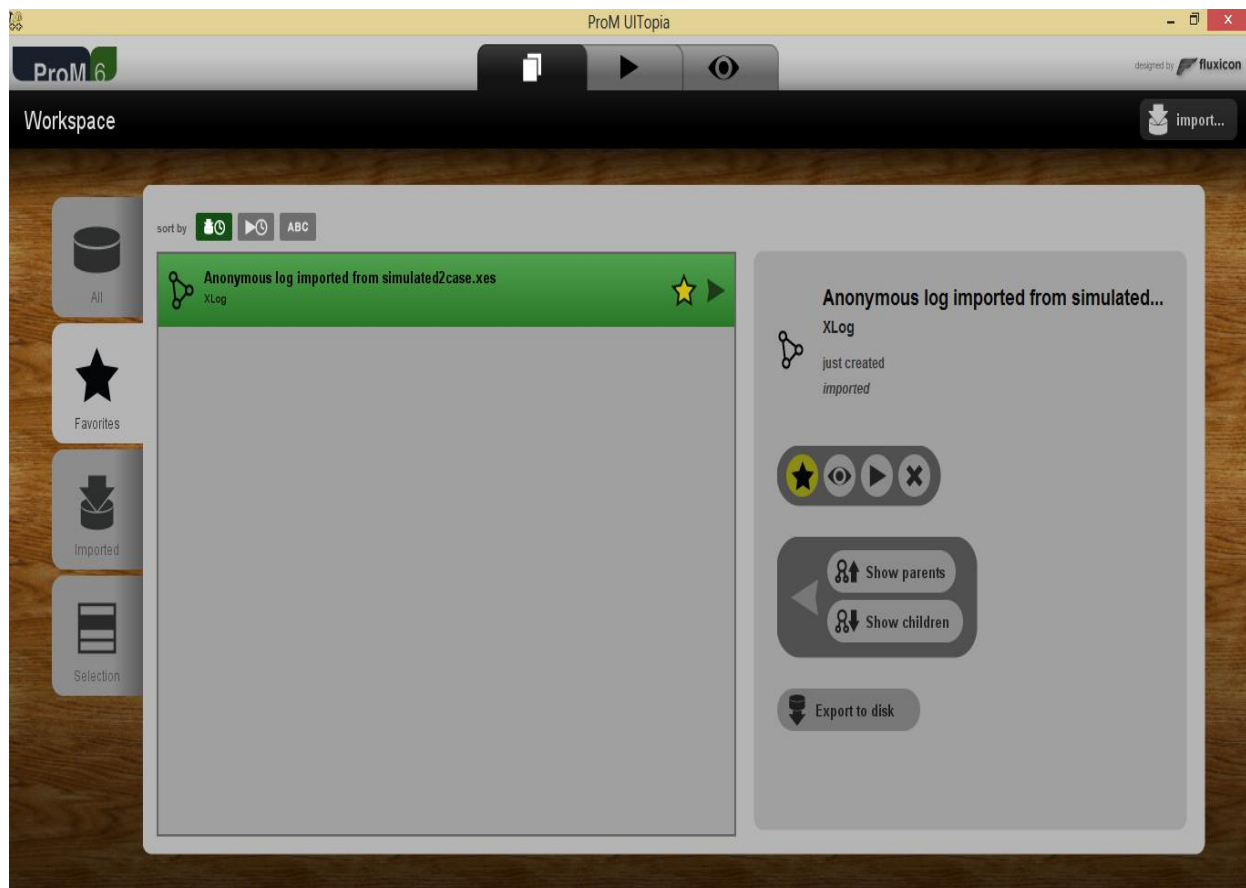 ProM UITopia
ProM 6
designed by fluxicon
Workspace
import...
sort by ABC
All
Favorites
Imported
Selection
Anonymous log imported from simulated2case.xes
XLog
Anonymous log imported from simulated...
XLog
just created
imported
Show parents
Show children
Export to disk